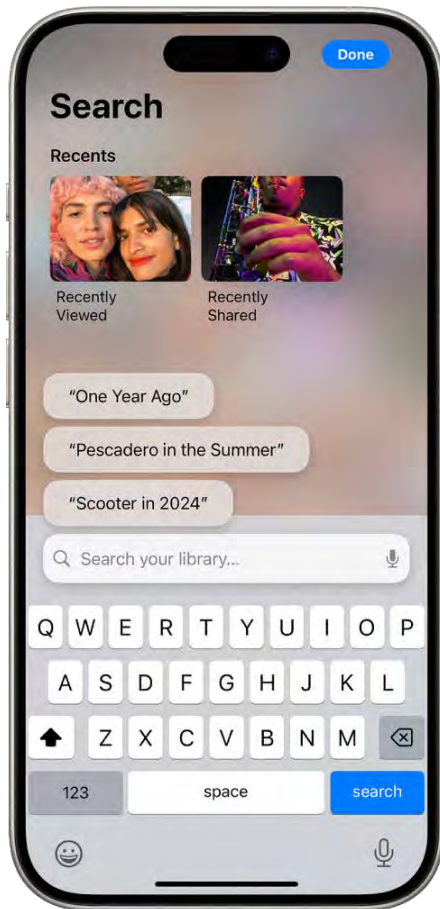 Done
Search
Recents
Recently
Viewed
Recently
Shared
“One Year Ago”
“Pescadero in the Summer”
“Scooter in 2024”
Search your library...
Q W E R T Y U I O P
A S D F G H J K L
Z X C V B N M
123 space search